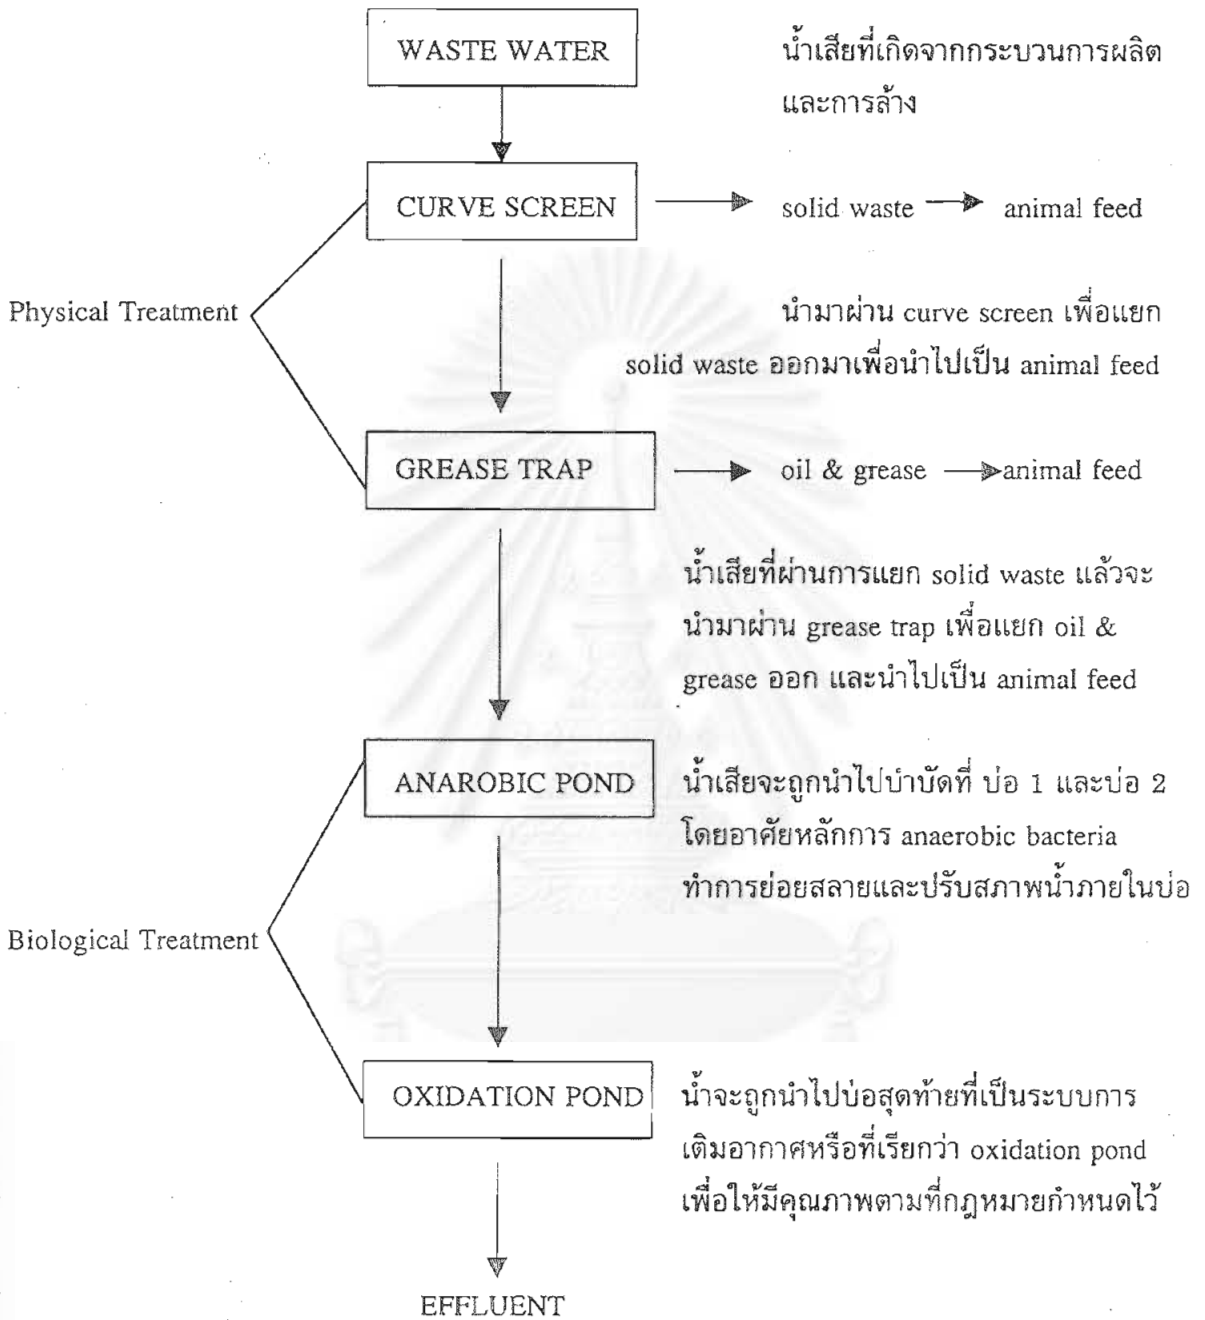 WASTE WATER
น้ำเสียที่เกิดจากกระบวนการผลิต
และการล้าง
CURVE SCREEN
solid waste
animal feed
Physical Treatment
นำมาผ่าน curve screen เพื่อแยก
solid waste ออกมาเพื่อนำไปเป็น animal feed
GREASE TRAP
oil & grease
animal feed
น้ำเสียที่ผ่านการแยก solid waste แล้วจะ
นำมาผ่าน grease trap เพื่อแยก oil &
grease ออก และนำไปเป็น animal feed
ANAROBIC POND
น้ำเสียจะถูกนำไปบำบัดที่ บ่อ 1 และบ่อ 2
โดยอาศัยหลักการ anaerobic bacteria
ทำการย่อยสลายและปรับสภาพน้ำภายในบ่อ
Biological Treatment
OXIDATION POND
น้ำจะถูกนำไปบ่อสุดท้ายที่เป็นระบบการ
เติมอากาศหรือที่เรียกว่า oxidation pond
เพื่อให้มีคุณภาพตามที่กฎหมายกำหนดไว้
EFFLUENT